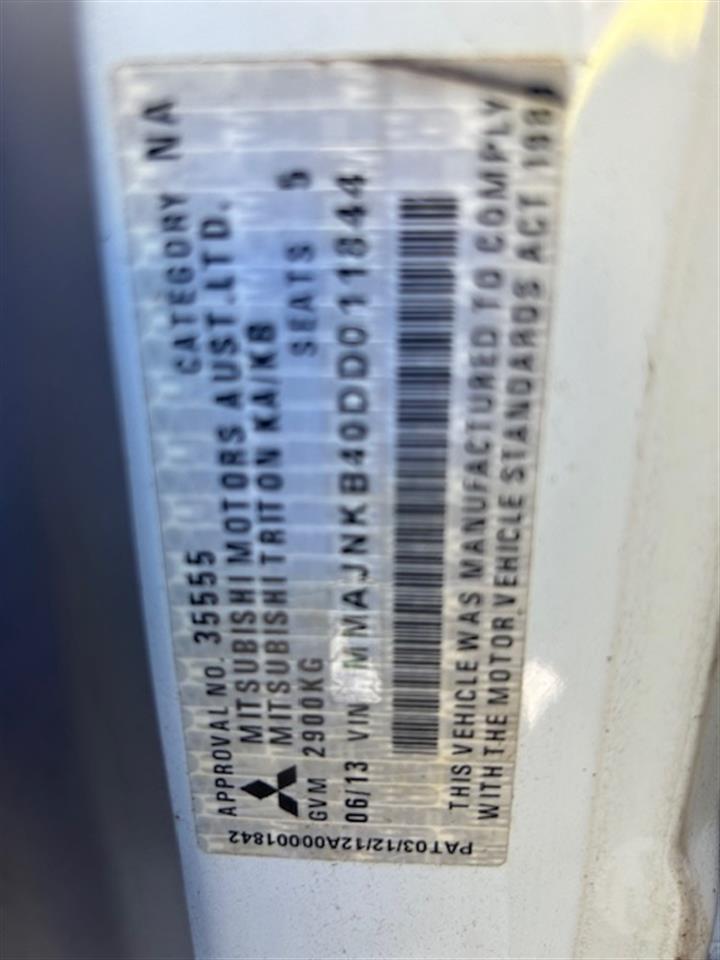 APPROVAL NO. 35555 CATEGORY NA
MITSUBISHI MOTORS AUST.LTD.
MITSUBISHI TRITON KA/KB
GVM 2900KG SEATS 5
06/13 VIN MMAJNKB40DD011844
THIS VEHICLE WAS MANUFACTURED TO COMPLY
WITH THE MOTOR VEHICLE STANDARDS ACT
PAT03/12/12A00001842